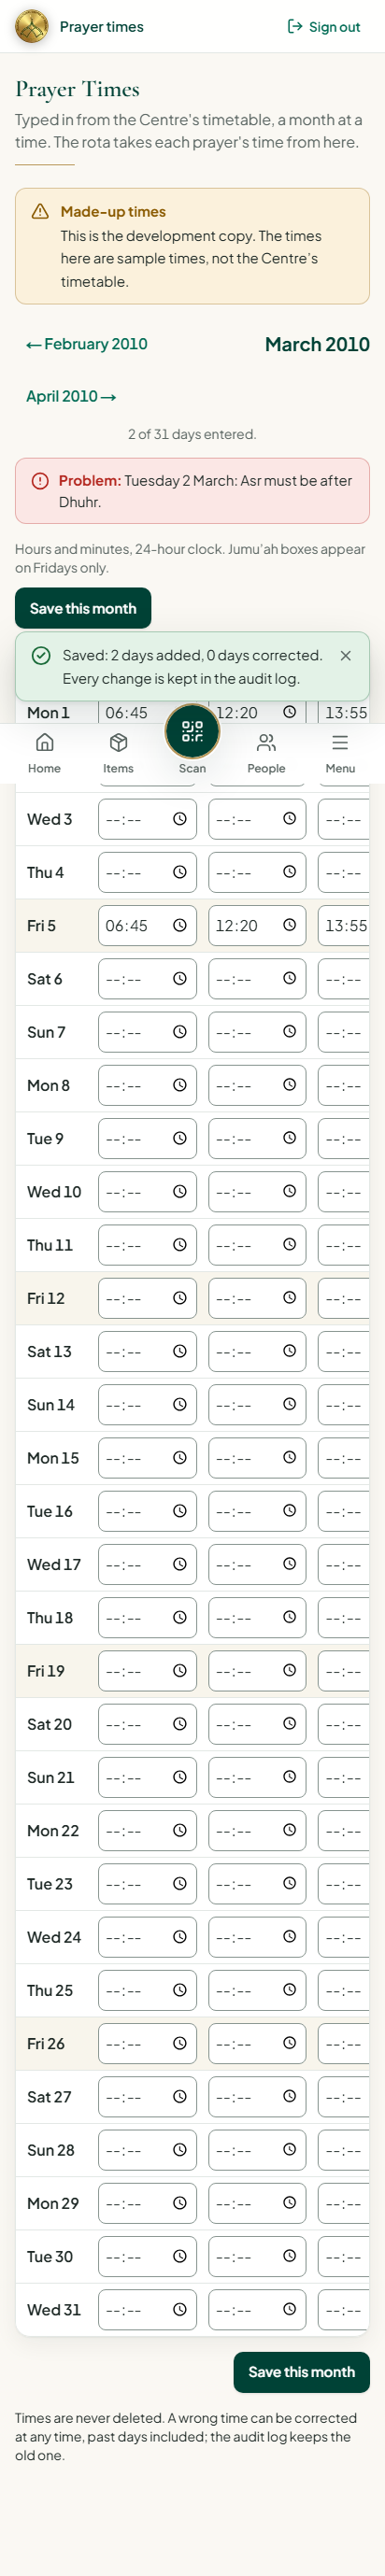 Prayer times
Sign out
Prayer Times
Typed in from the Centre's timetable, a month at a
time. The rota takes each prayer's time from here.
Made-up times
This is the development copy. The times
here are sample times, not the Centre's
timetable.
← February 2010
March 2010
April 2010 →
2 of 31 days entered.
Problem: Tuesday 2 March: Asr must be after
Dhuhr.
Hours and minutes, 24-hour clock. Jumu'ah boxes appear
on Fridays only.
Save this month
Saved: 2 days added, 0 days corrected.
Every change is kept in the audit log.
Mon 1 06:45 12:20 13:55
Home Items Scan People Menu
Wed 3 --:-- --:-- --:--
Thu 4 --:-- --:-- --:--
Fri 5 06:45 12:20 13:55
Sat 6 --:-- --:-- --:--
Sun 7 --:-- --:-- --:--
Mon 8 --:-- --:-- --:--
Tue 9 --:-- --:-- --:--
Wed 10 --:-- --:-- --:--
Thu 11 --:-- --:-- --:--
Fri 12 --:-- --:-- --:--
Sat 13 --:-- --:-- --:--
Sun 14 --:-- --:-- --:--
Mon 15 --:-- --:-- --:--
Tue 16 --:-- --:-- --:--
Wed 17 --:-- --:-- --:--
Thu 18 --:-- --:-- --:--
Fri 19 --:-- --:-- --:--
Sat 20 --:-- --:-- --:--
Sun 21 --:-- --:-- --:--
Mon 22 --:-- --:-- --:--
Tue 23 --:-- --:-- --:--
Wed 24 --:-- --:-- --:--
Thu 25 --:-- --:-- --:--
Fri 26 --:-- --:-- --:--
Sat 27 --:-- --:-- --:--
Sun 28 --:-- --:-- --:--
Mon 29 --:-- --:-- --:--
Tue 30 --:-- --:-- --:--
Wed 31 --:-- --:-- --:--
Save this month
Times are never deleted. A wrong time can be corrected
at any time, past days included; the audit log keeps the
old one.